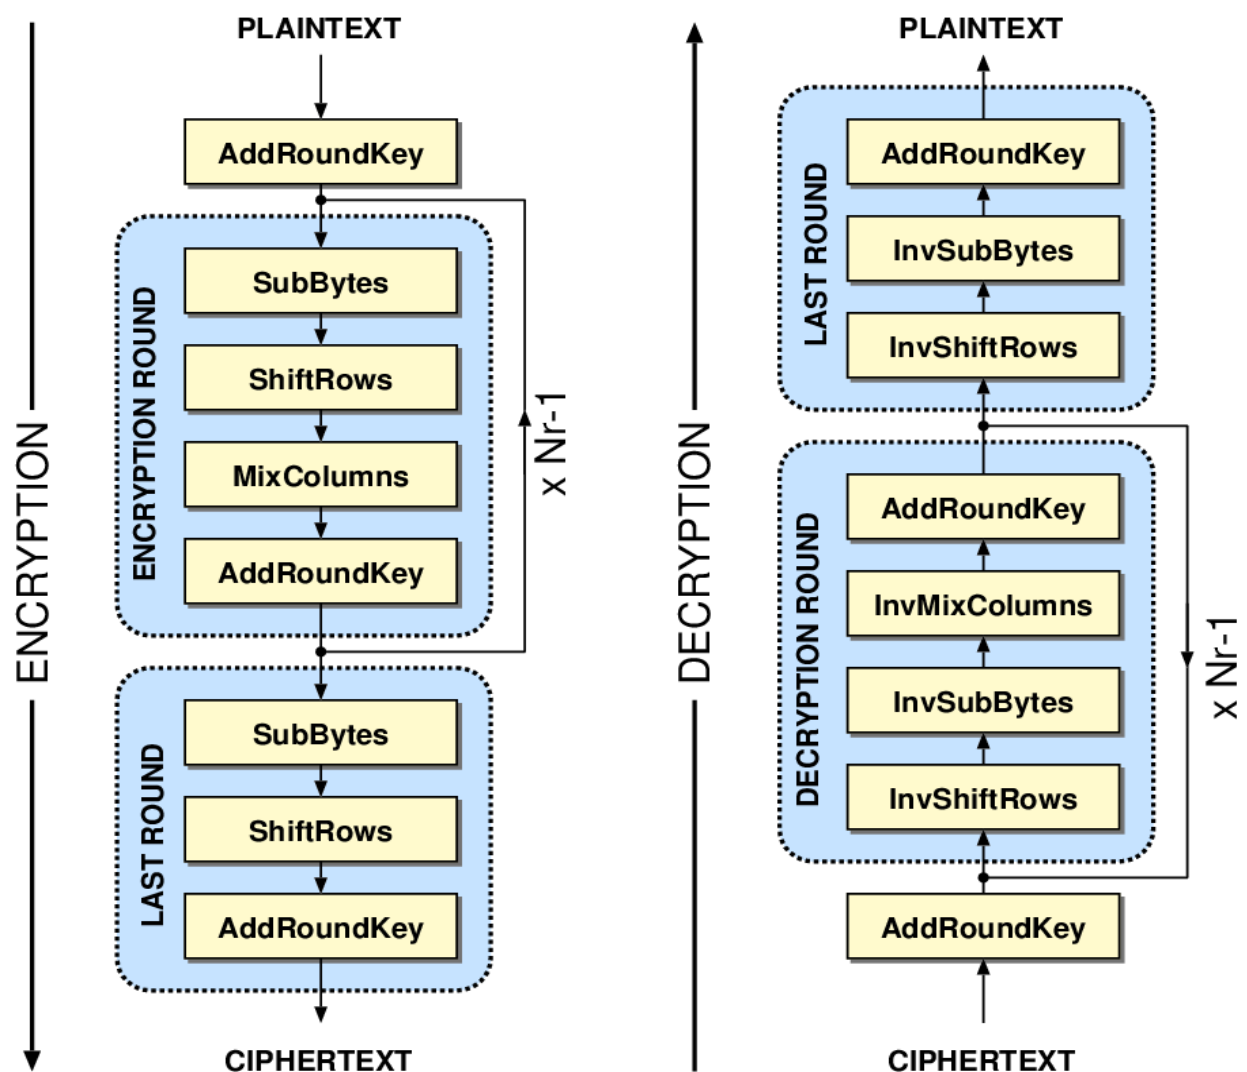 PLAINTEXT
AddRoundKey
ENCRYPTION ROUND
SubBytes
ShiftRows
MixColumns
AddRoundKey
x Nr-1
LAST ROUND
SubBytes
ShiftRows
AddRoundKey
CIPHERTEXT
ENCRYPTION
PLAINTEXT
LAST ROUND
AddRoundKey
InvSubBytes
InvShiftRows
DECRYPTION ROUND
AddRoundKey
InvMixColumns
InvSubBytes
InvShiftRows
x Nr-1
AddRoundKey
CIPHERTEXT
DECRYPTION